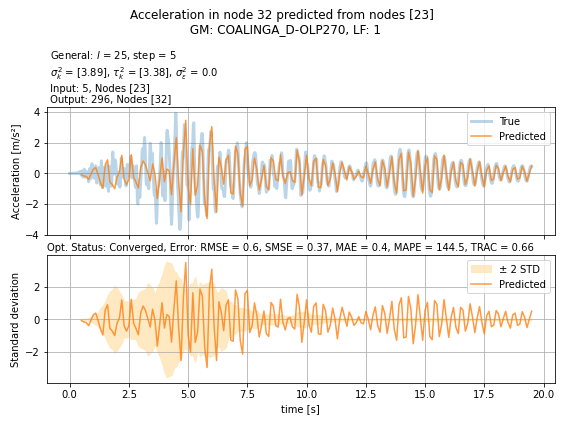 Acceleration in node 32 predicted from nodes [23]
GM: COALINGA_D-OLP270, LF: 1
General: l = 25, step = 5
σ²ₖ = [3.89], τ²ₖ = [3.38], σ²ε = 0.0
Input: 5, Nodes [23]
Output: 296, Nodes [32]
Acceleration [m/s²]
4
2
0
−2
−4
True
Predicted
Opt. Status: Converged, Error: RMSE = 0.6, SMSE = 0.37, MAE = 0.4, MAPE = 144.5, TRAC = 0.66
Standard deviation
2
0
−2
± 2 STD
Predicted
0.0 2.5 5.0 7.5 10.0 12.5 15.0 17.5 20.0
time [s]